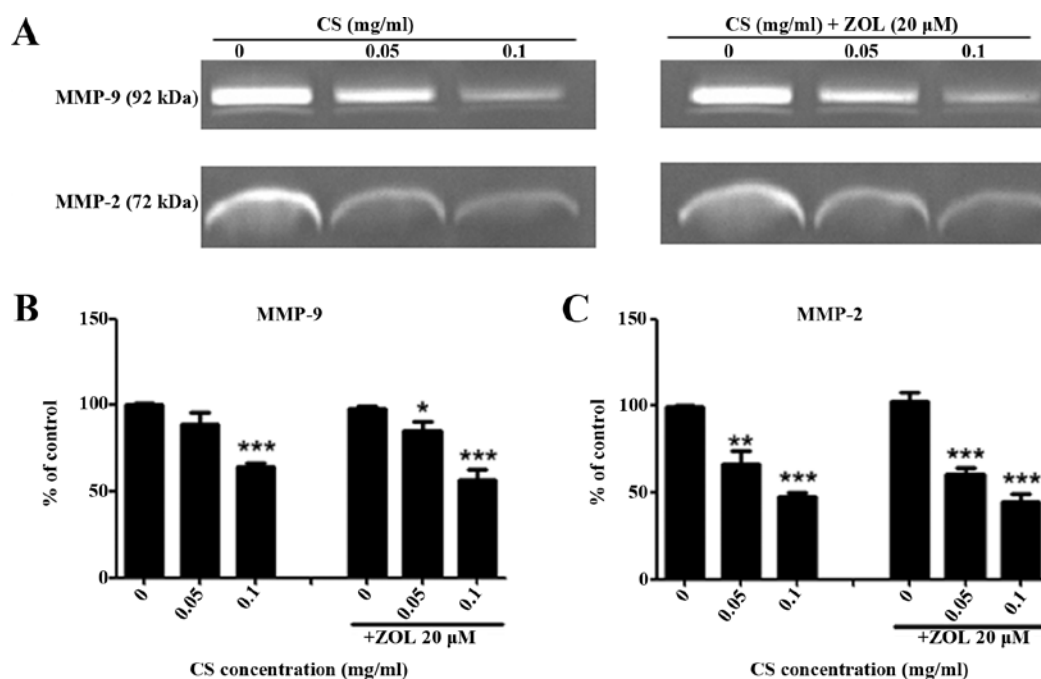 A
CS (mg/ml)
0 0.05 0.1
CS (mg/ml) + ZOL (20 µM)
0 0.05 0.1
MMP-9 (92 kDa)
MMP-2 (72 kDa)
B
MMP-9
% of control
150
100
50
0
***
*
***
0 0.05 0.1 0 0.05 0.1
+ZOL 20 µM
CS concentration (mg/ml)
C
MMP-2
% of control
150
100
50
0
**
***
***
***
0 0.05 0.1 0 0.05 0.1
+ZOL 20 µM
CS concentration (mg/ml)